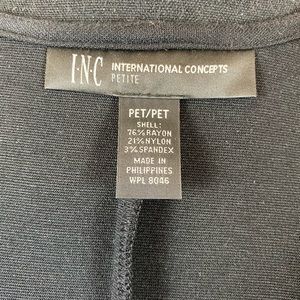 I·N·C INTERNATIONAL CONCEPTS
PETITE
PET/PET
SHELL:
76%RAYON
21%NYLON
3%SPANDEX
MADE IN
PHILIPPINES
WPL 8046